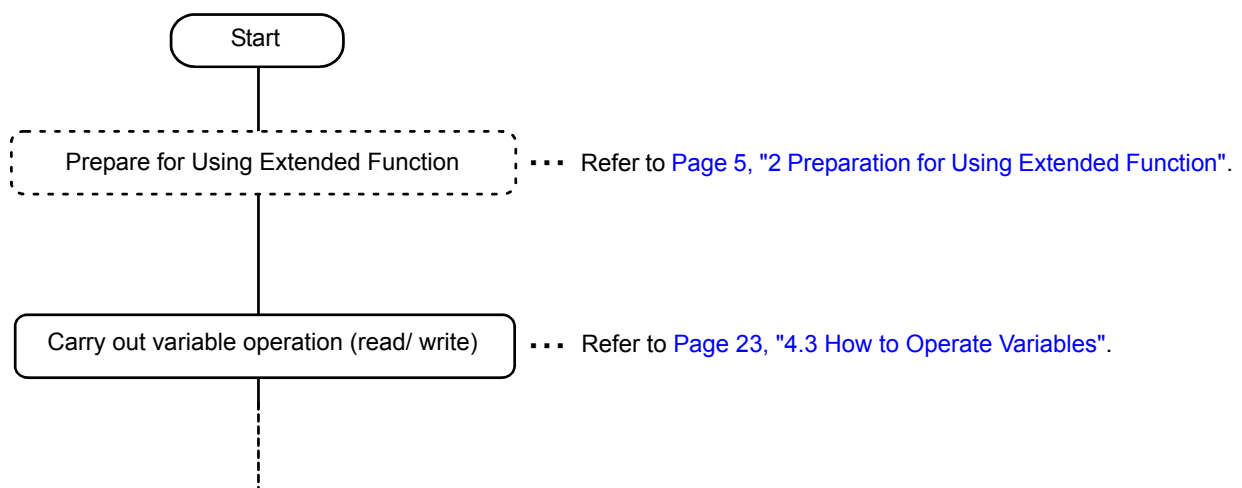 Start
Prepare for Using Extended Function ··· Refer to Page 5, "2 Preparation for Using Extended Function".
Carry out variable operation (read/ write) ··· Refer to Page 23, "4.3 How to Operate Variables".